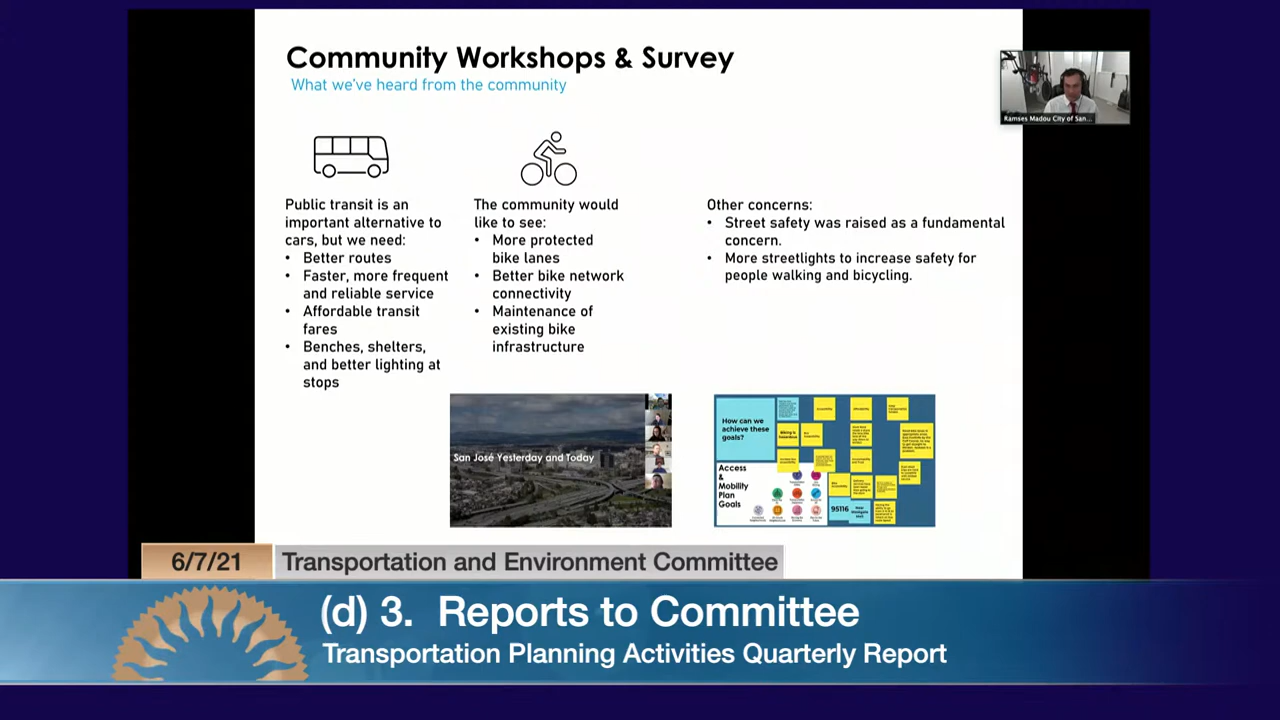 Community Workshops & Survey
What we've heard from the community
Ramses Madou City of San...
Public transit is an
important alternative to
cars, but we need:
• Better routes
• Faster, more frequent
and reliable service
• Affordable transit
fares
• Benches, shelters,
and better lighting at
stops
The community would
like to see:
• More protected
bike lanes
• Better bike network
connectivity
• Maintenance of
existing bike
infrastructure
Other concerns:
• Street safety was raised as a fundamental
concern.
• More streetlights to increase safety for
people walking and bicycling.
San José Yesterday and Today
How can we
achieve these
goals?
Access
&
Mobility
Plan
Goals
95116
6/7/21
Transportation and Environment Committee
(d) 3. Reports to Committee
Transportation Planning Activities Quarterly Report